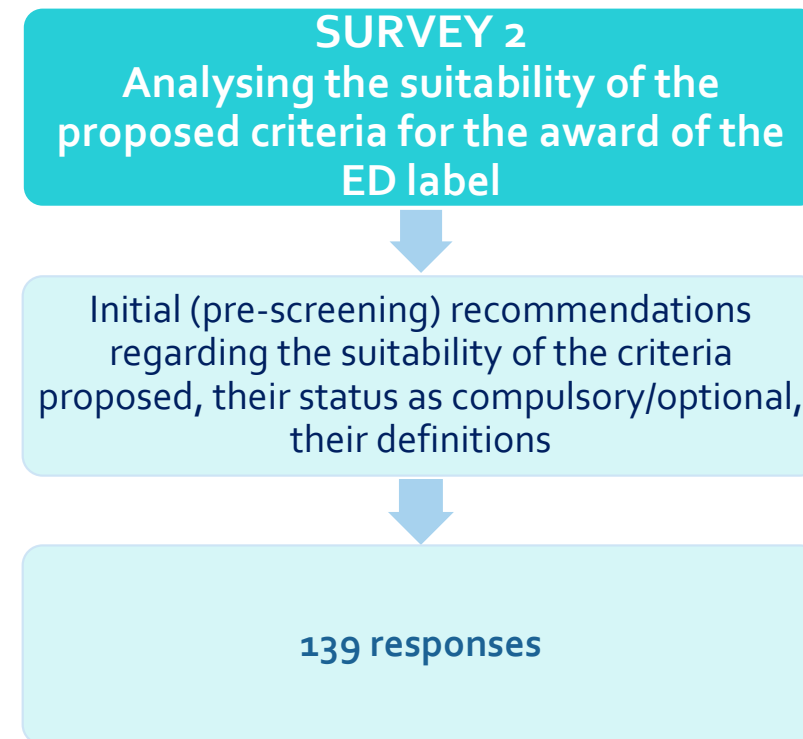 SURVEY 2
Analysing the suitability of the
proposed criteria for the award of the
ED label
Initial (pre-screening) recommendations
regarding the suitability of the criteria
proposed, their status as compulsory/optional,
their definitions
139 responses